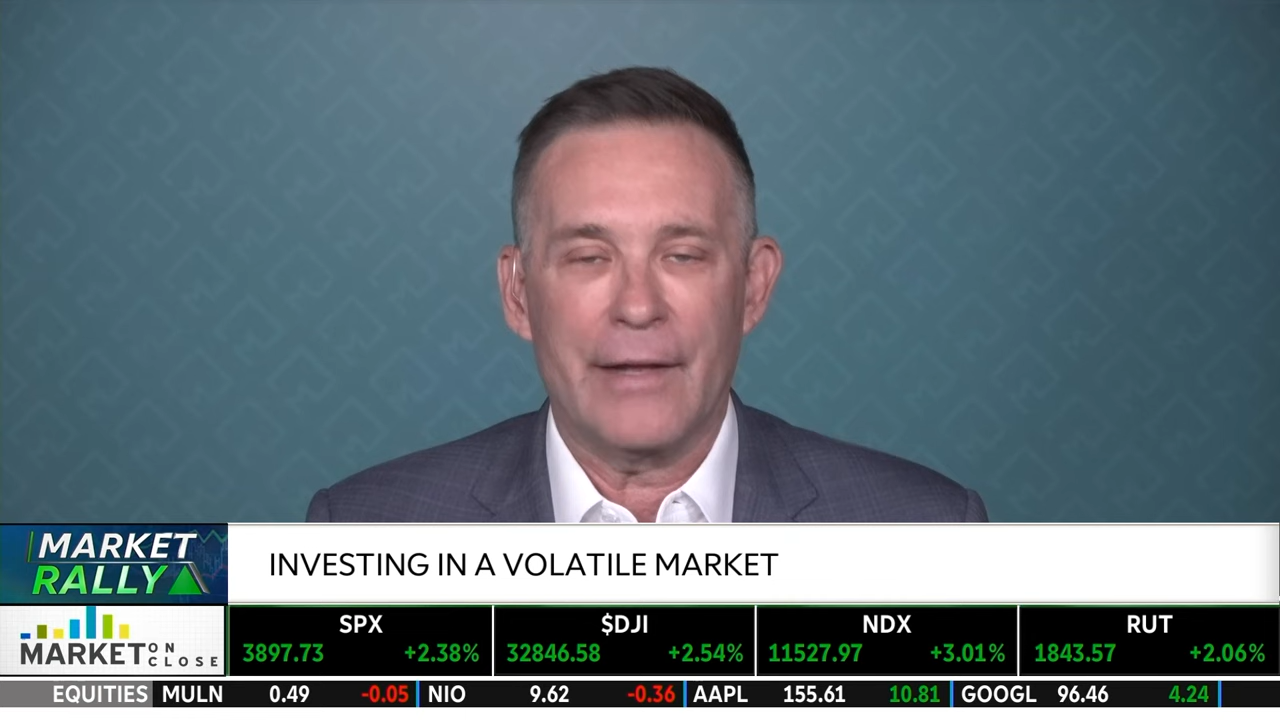 MARKET
RALLY
INVESTING IN A VOLATILE MARKET
MARKET ON CLOSE
SPX
3897.73 +2.38%
$DJI
32846.58 +2.54%
NDX
11527.97 +3.01%
RUT
1843.57 +2.06%
EQUITIES MULN 0.49 -0.05 NIO 9.62 -0.36 AAPL 155.61 10.81 GOOGL 96.46 4.24